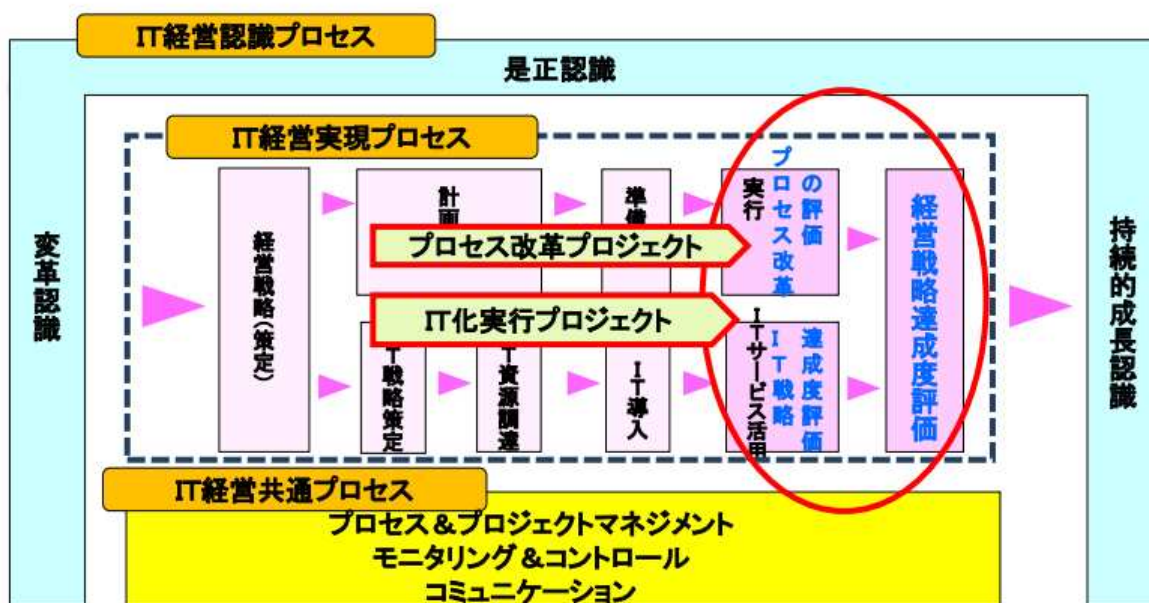 IT経営認識プロセス
是正認識
変革認識
IT経営実現プロセス
経営戦略(策定)
計画
準備
実行
プロセス改革
の評価
プロセス改革プロジェクト
IT化実行プロジェクト
T戦略策定
T資源調達
IT導入
ITサービス活用
IT戦略
達成度評価
経営戦略達成度評価
持続的成長認識
IT経営共通プロセス
プロセス&プロジェクトマネジメント
モニタリング&コントロール
コミュニケーション